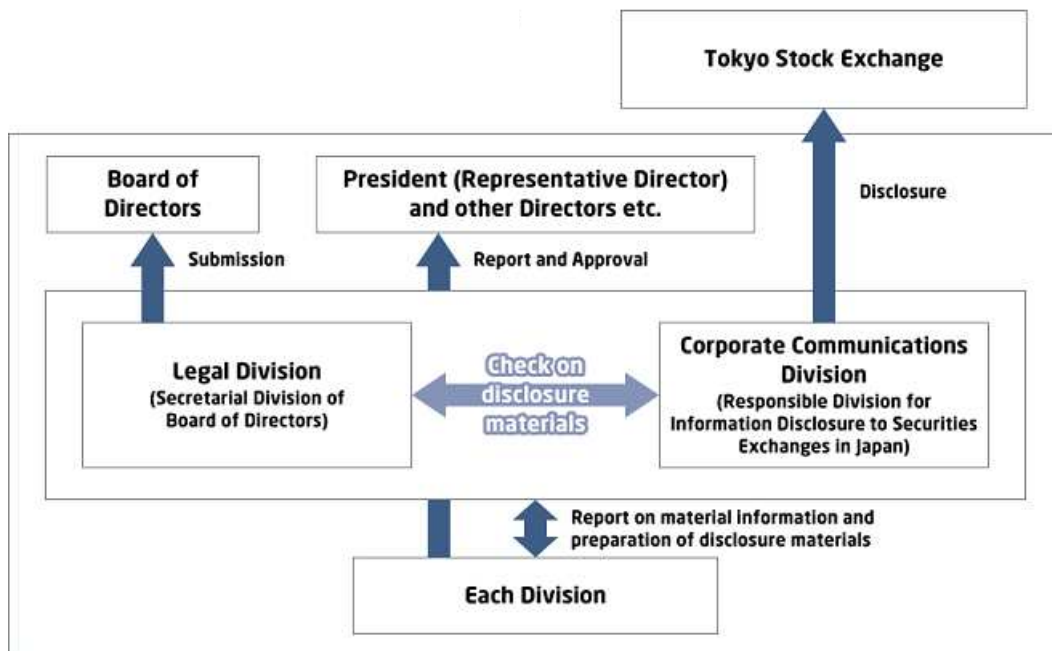 Tokyo Stock Exchange
Board of
Directors
President (Representative Director)
and other Directors etc.
Disclosure
Submission
Report and Approval
Legal Division
(Secretarial Division of
Board of Directors)
Check on
disclosure
materials
Corporate Communications
Division
(Responsible Division for
Information Disclosure to Securities
Exchanges in Japan)
Report on material information and
preparation of disclosure materials
Each Division